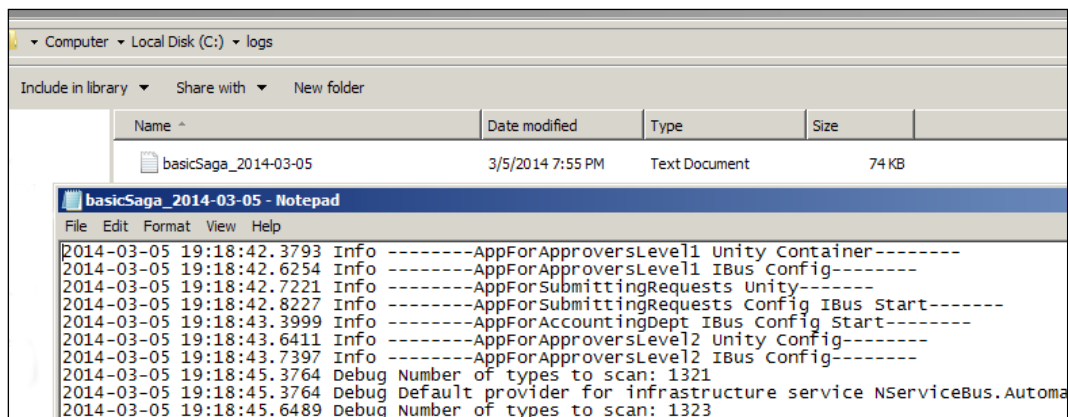 Computer Local Disk (C:) logs
Include in library Share with New folder
Name Date modified Type Size
basicSaga_2014-03-05 3/5/2014 7:55 PM Text Document 74 KB
basicSaga_2014-03-05 - Notepad
File Edit Format View Help
2014-03-05 19:18:42.3793 Info --------AppForApproversLevel1 Unity Container--------
2014-03-05 19:18:42.6254 Info --------AppForApproversLevel1 IBus Config--------
2014-03-05 19:18:42.7221 Info --------AppForSubmittingRequests Unity-------
2014-03-05 19:18:42.8227 Info --------AppForSubmittingRequests Config IBus Start-------
2014-03-05 19:18:43.3999 Info --------AppForAccountingDept IBus Config Start--------
2014-03-05 19:18:43.6411 Info --------AppForApproversLevel2 Unity Config--------
2014-03-05 19:18:43.7397 Info --------AppForApproversLevel2 IBus Config--------
2014-03-05 19:18:45.3764 Debug Number of types to scan: 1321
2014-03-05 19:18:45.3764 Debug Default provider for infrastructure service NServiceBus.Automa
2014-03-05 19:18:45.6489 Debug Number of types to scan: 1323